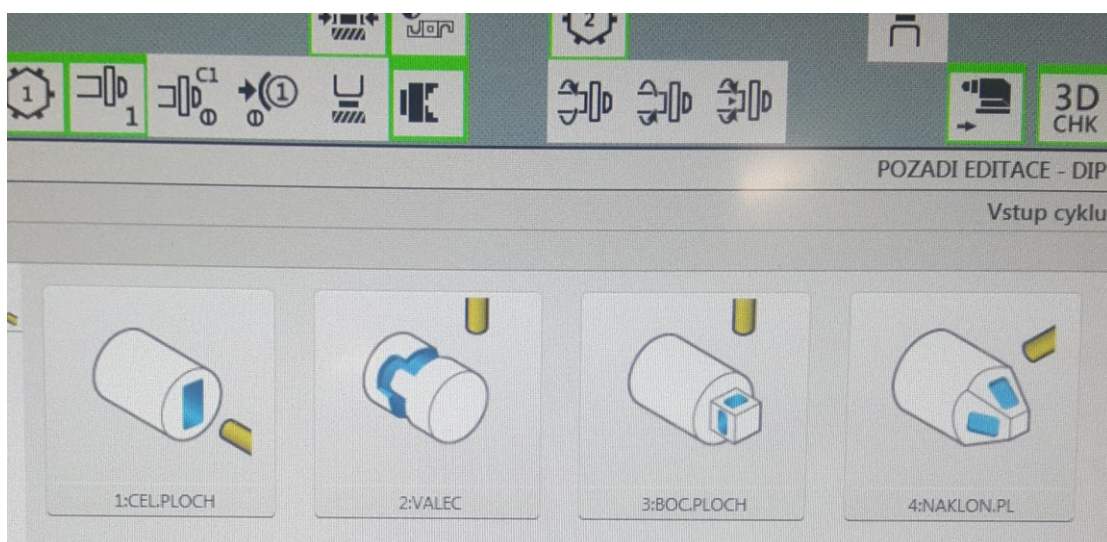 2
1
1
C1
1
3D
CHK
POZADI EDITACE - DIP
Vstup cyklu
1:CEL.PLOCH
2:VALEC
3:BOC.PLOCH
4:NAKLON.PL